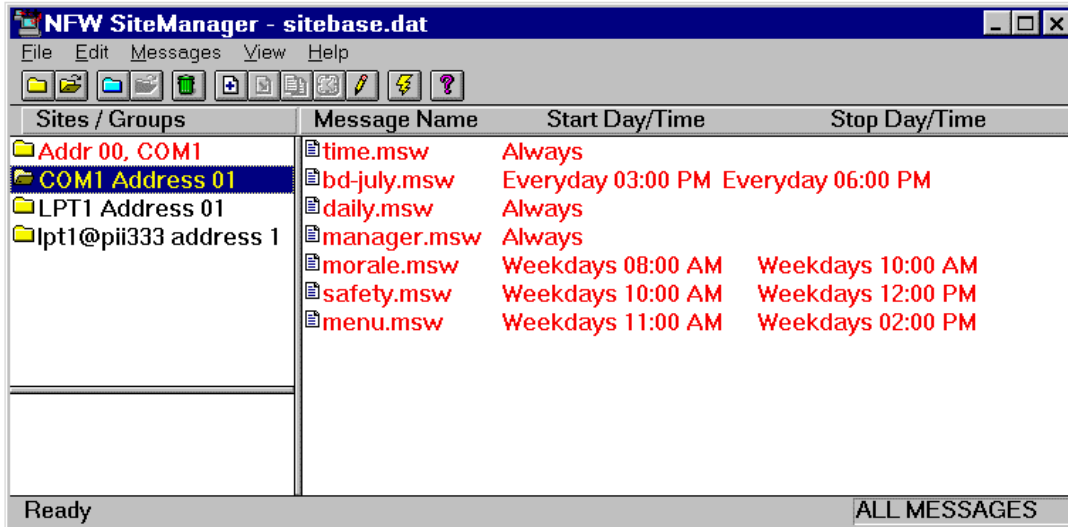 NFW SiteManager - sitebase.dat
File Edit Messages View Help
Sites / Groups Message Name Start Day/Time Stop Day/Time
Addr 00, COM1 time.msw Always
COM1 Address 01 bd-july.msw Everyday 03:00 PM Everyday 06:00 PM
LPT1 Address 01 daily.msw Always
lpt1@pii333 address 1 manager.msw Always
morale.msw Weekdays 08:00 AM Weekdays 10:00 AM
safety.msw Weekdays 10:00 AM Weekdays 12:00 PM
menu.msw Weekdays 11:00 AM Weekdays 02:00 PM
Ready ALL MESSAGES